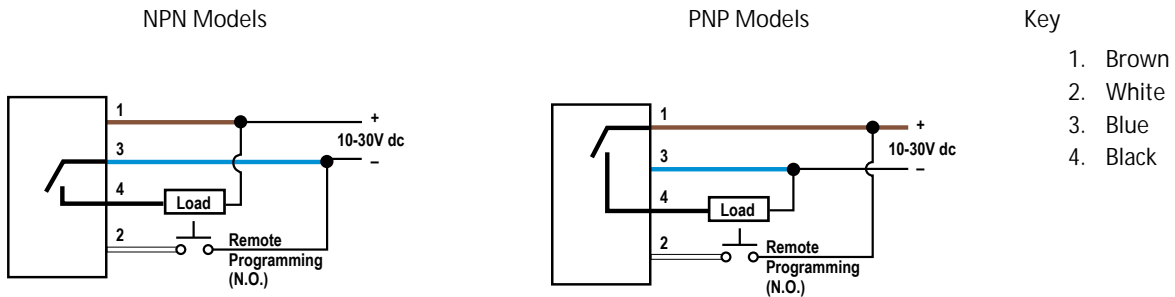 NPN Models
1
+
10-30V dc
3
–
4
Load
2
Remote
Programming
(N.O.)
PNP Models
1
+
10-30V dc
3
–
4
Load
2
Remote
Programming
(N.O.)
Key
1. Brown
2. White
3. Blue
4. Black